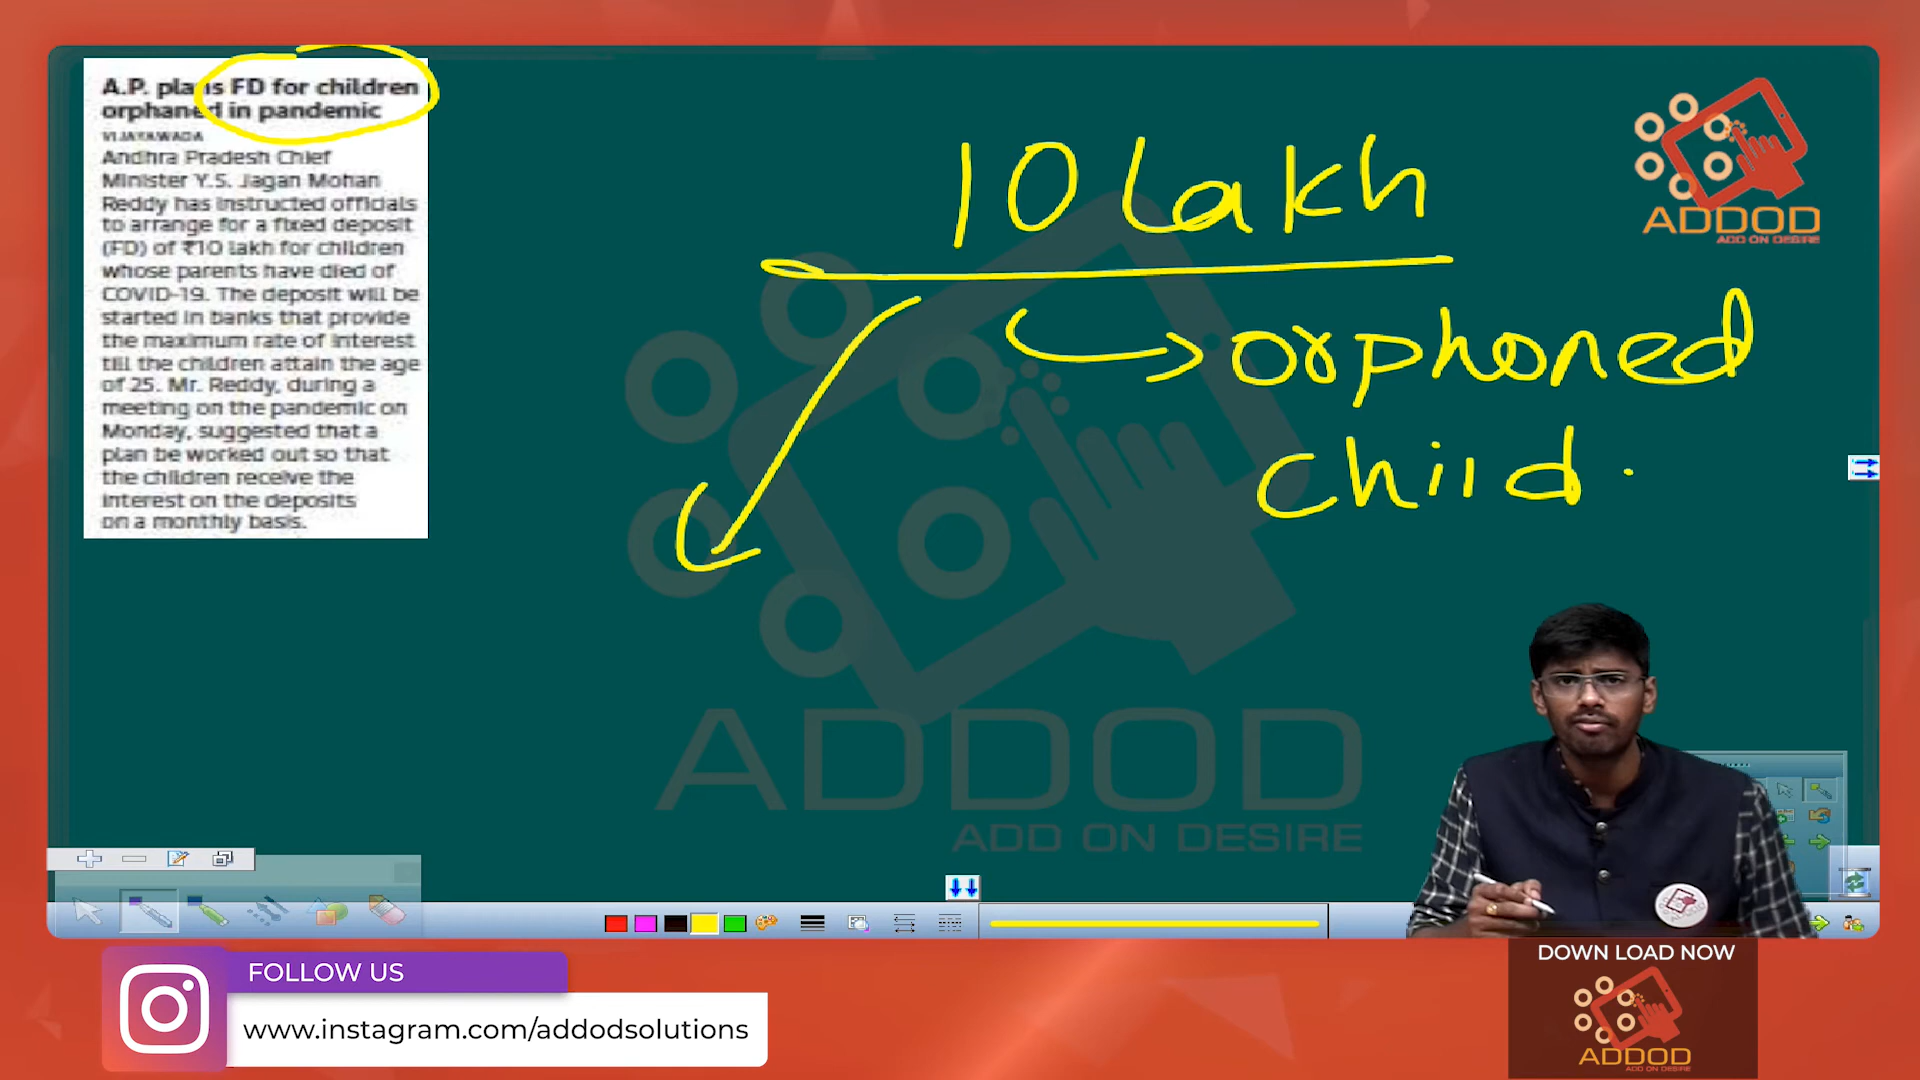 A.P. plans FD for children
orphaned in pandemic
VIJAYAWADA
Andhra Pradesh Chief
Minister Y.S. Jagan Mohan
Reddy has instructed officials
to arrange for a fixed deposit
(FD) of ₹10 lakh for children
whose parents have died of
COVID-19. The deposit will be
started in banks that provide
the maximum rate of interest
till the children attain the age
of 25. Mr. Reddy, during a
meeting on the pandemic on
Monday, suggested that a
plan be worked out so that
the children receive the
interest on the deposits
on a monthly basis.
10 lakh
orphoned
child.
ADDOD
ADD ON DESIRE
ADDOD
ADD ON DESIRE
FOLLOW US
www.instagram.com/addodsolutions
DOWN LOAD NOW
ADDOD
ADD ON DESIRE